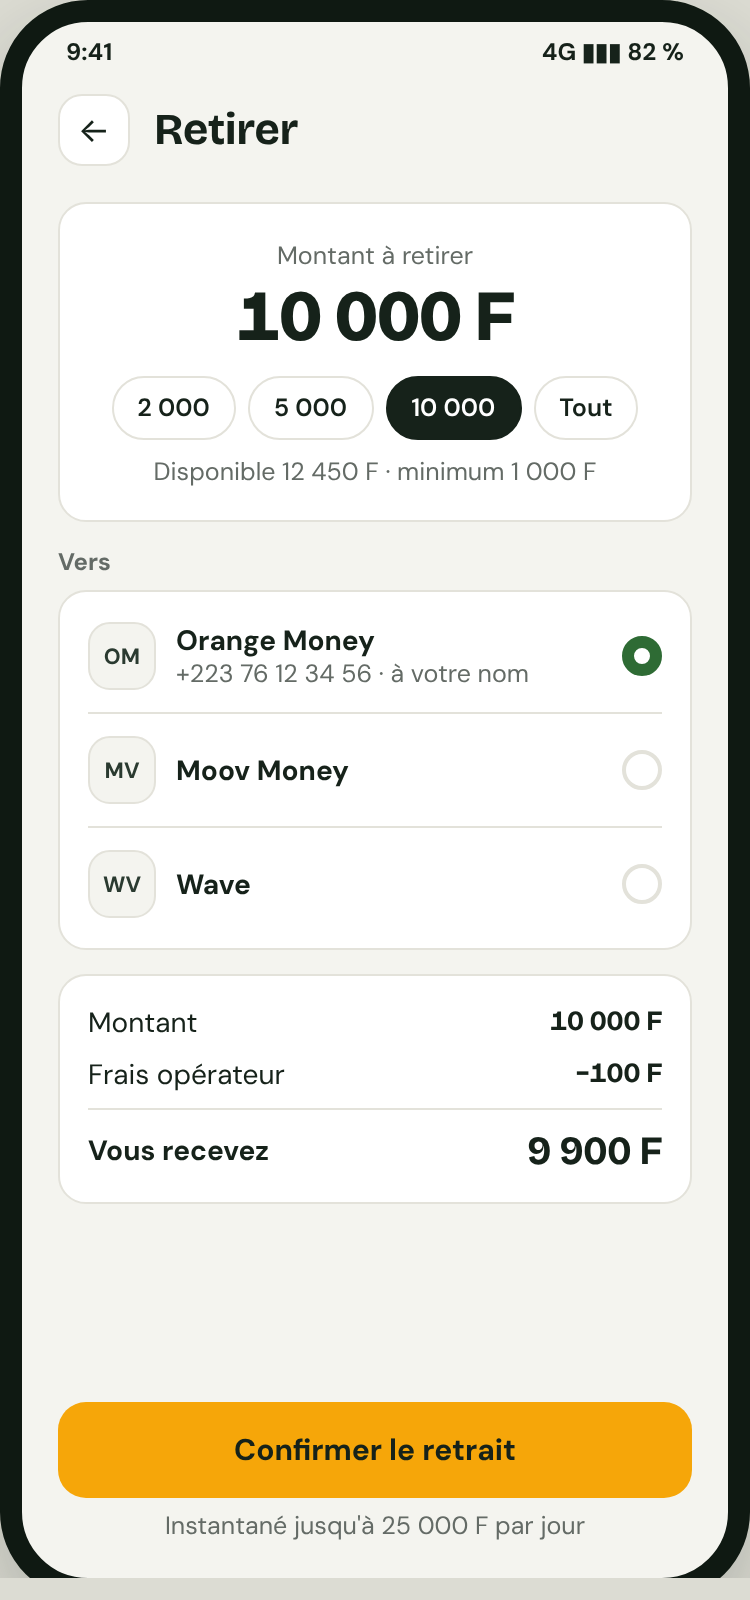 9:41
4G ▮▮▮ 82 %
← Retirer
Montant à retirer
10 000 F
2 000 5 000 10 000 Tout
Disponible 12 450 F · minimum 1 000 F
Vers
OM Orange Money
+223 76 12 34 56 · à votre nom
MV Moov Money
WV Wave
Montant 10 000 F
Frais opérateur −100 F
Vous recevez 9 900 F
Confirmer le retrait
Instantané jusqu'à 25 000 F par jour